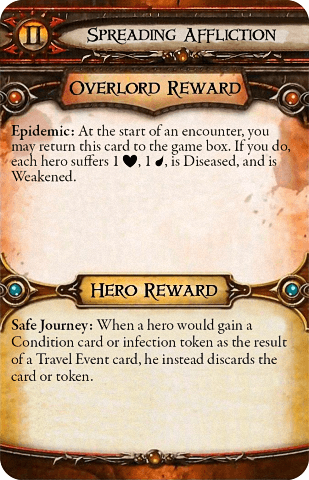 II
Spreading Affliction
Overlord Reward
Epidemic: At the start of an encounter, you
may return this card to the game box. If you do,
each hero suffers 1 ♥, 1 , is Diseased, and is
Weakened.
Hero Reward
Safe Journey: When a hero would gain a
Condition card or infection token as the result
of a Travel Event card, he instead discards the
card or token.